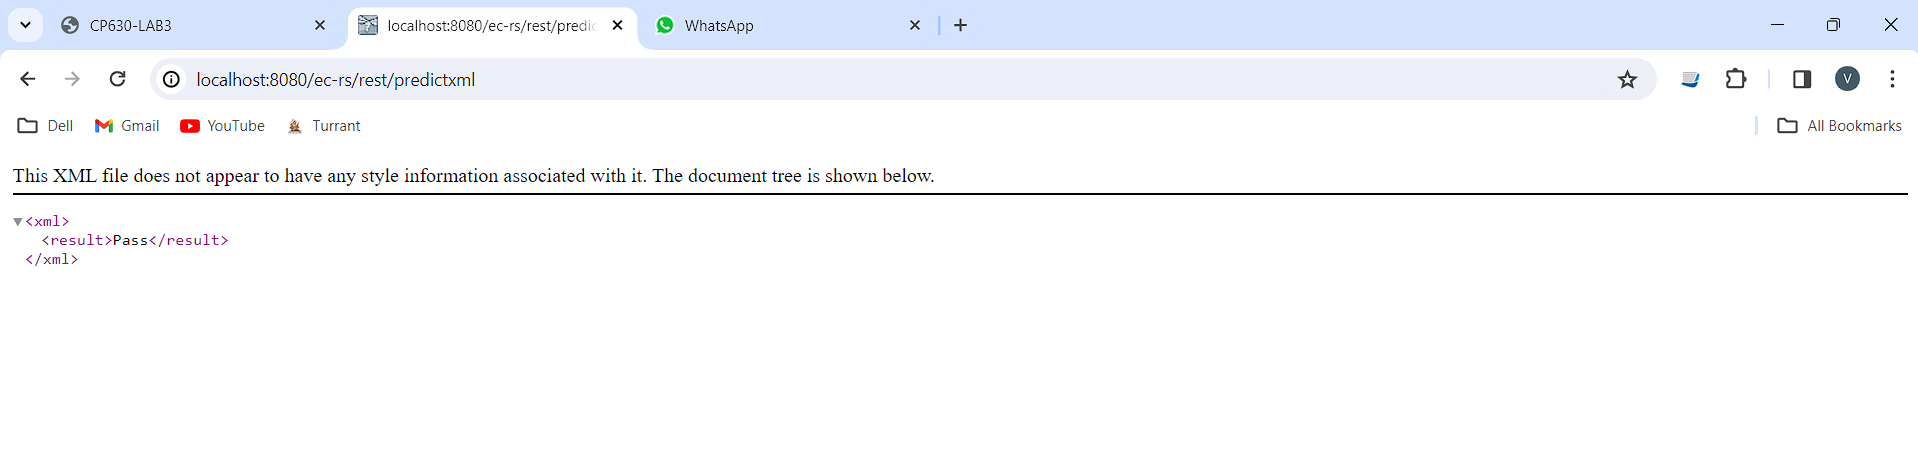 CP630-LAB3 localhost:8080/ec-rs/rest/predic WhatsApp
localhost:8080/ec-rs/rest/predictxml V
Dell Gmail YouTube Turrant All Bookmarks
This XML file does not appear to have any style information associated with it. The document tree is shown below.
<xml>
<result>Pass</result>
</xml>